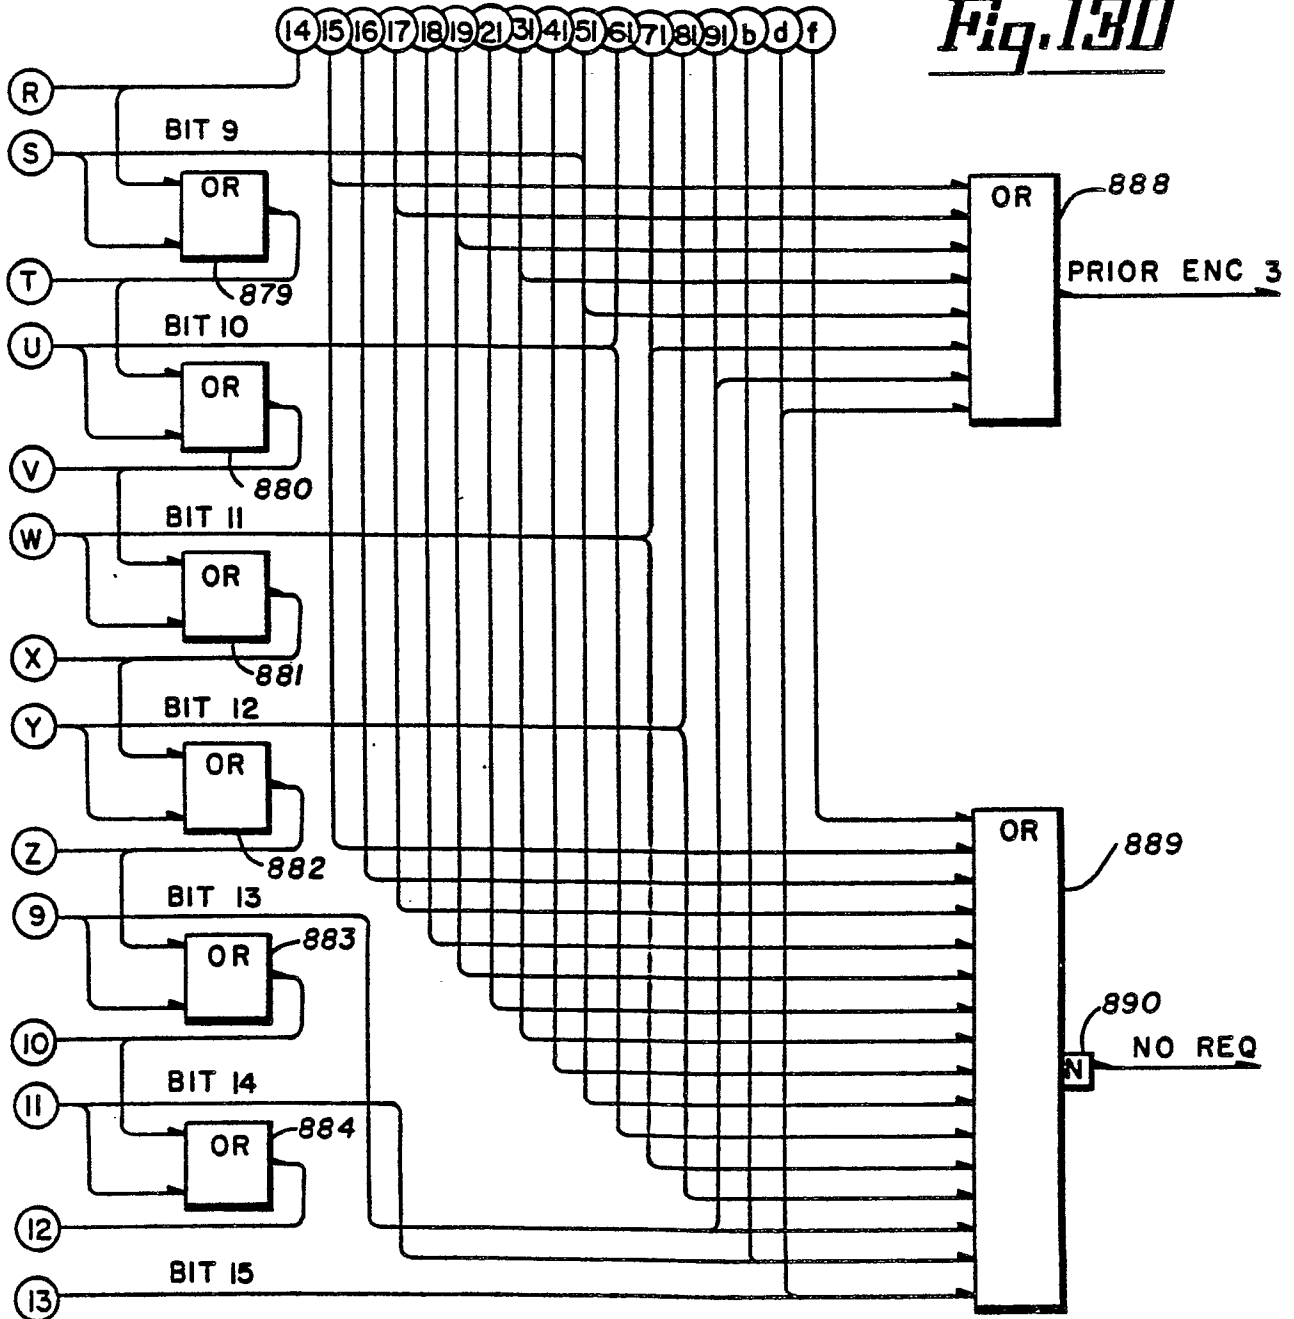 Fig. 13D
14 15 16 17 18 19 21 31 41 51 61 71 81 91 b d f
R
BIT 9
S
OR
888
OR
879
T
PRIOR ENC 3
BIT 10
U
OR
880
V
BIT 11
W
OR
881
X
BIT 12
Y
OR
882
Z
OR
889
BIT 13
9
OR
883
10
890
N
NO REQ
BIT 14
11
OR
884
12
BIT 15
13